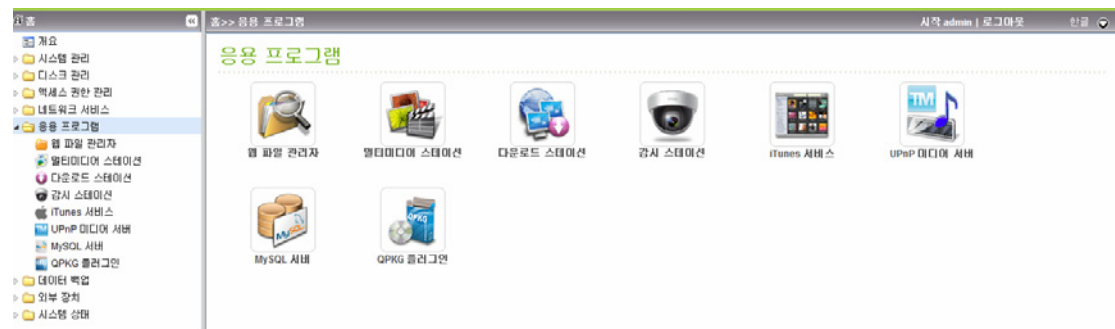 홈
홈>> 응용 프로그램
시작 admin | 로그아웃
한글
개요
시스템 관리
디스크 관리
액세스 권한 관리
네트워크 서비스
응용 프로그램
웹 파일 관리자
멀티미디어 스테이션
다운로드 스테이션
감시 스테이션
iTunes 서비스
UPnP 미디어 서버
MySQL 서버
QPKG 플러그인
데이터 백업
외부 장치
시스템 상태
응용 프로그램
웹 파일 관리자
멀티미디어 스테이션
다운로드 스테이션
감시 스테이션
iTunes 서비스
UPnP 미디어 서버
MySQL 서버
QPKG 플러그인